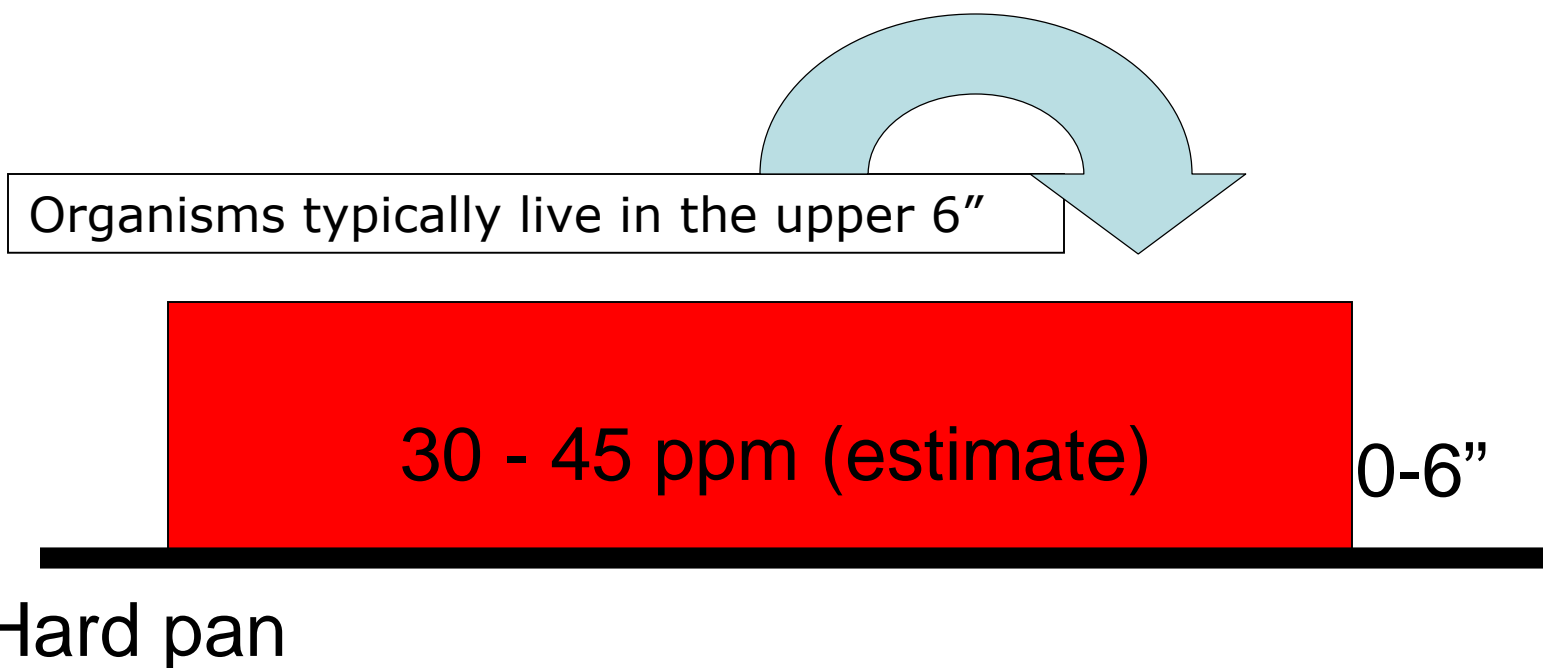 Organisms typically live in the upper 6”
30 - 45 ppm (estimate)
0-6”
Hard pan